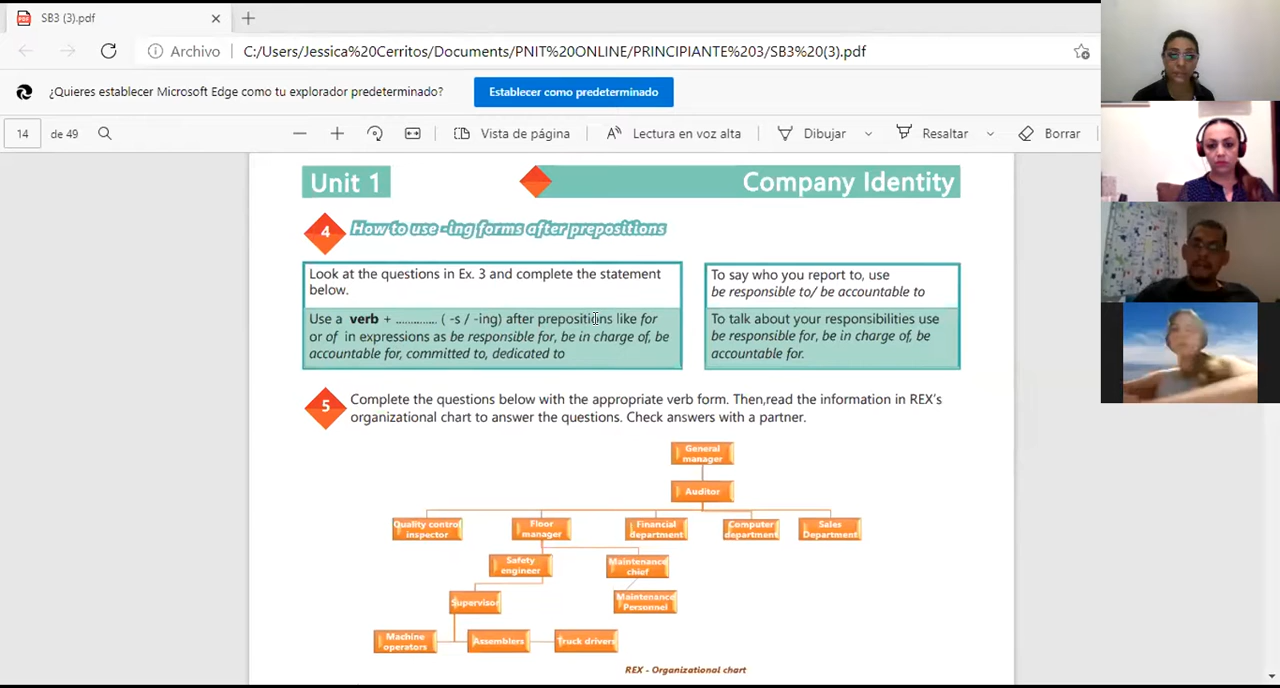 SB3 (3).pdf
Archivo
C:/Users/Jessica%20Cerritos/Documents/PNIT%20ONLINE/PRINCIPIANTE%203/SB3%20(3).pdf
¿Quieres establecer Microsoft Edge como tu explorador predeterminado?
Establecer como predeterminado
14
de 49
Vista de página
Lectura en voz alta
Dibujar
Resaltar
Borrar
Unit 1
Company Identity
4
How to use -ing forms after prepositions
Look at the questions in Ex. 3 and complete the statement
below.
Use a verb + .............. ( -s / -ing) after prepositions like for
or of in expressions as be responsible for, be in charge of, be
accountable for, committed to, dedicated to
To say who you report to, use
be responsible to/ be accountable to
To talk about your responsibilities use
be responsible for, be in charge of, be
accountable for.
5
Complete the questions below with the appropriate verb form. Then,read the information in REX's
organizational chart to answer the questions. Check answers with a partner.
General
manager
Auditor
Quality control
inspector
Floor
manager
Financial
department
Computer
department
Sales
Department
Safety
engineer
Maintenance
chief
Supervisor
Maintenance
Personnel
Machine
operators
Assemblers
Truck drivers
REX - Organizational chart